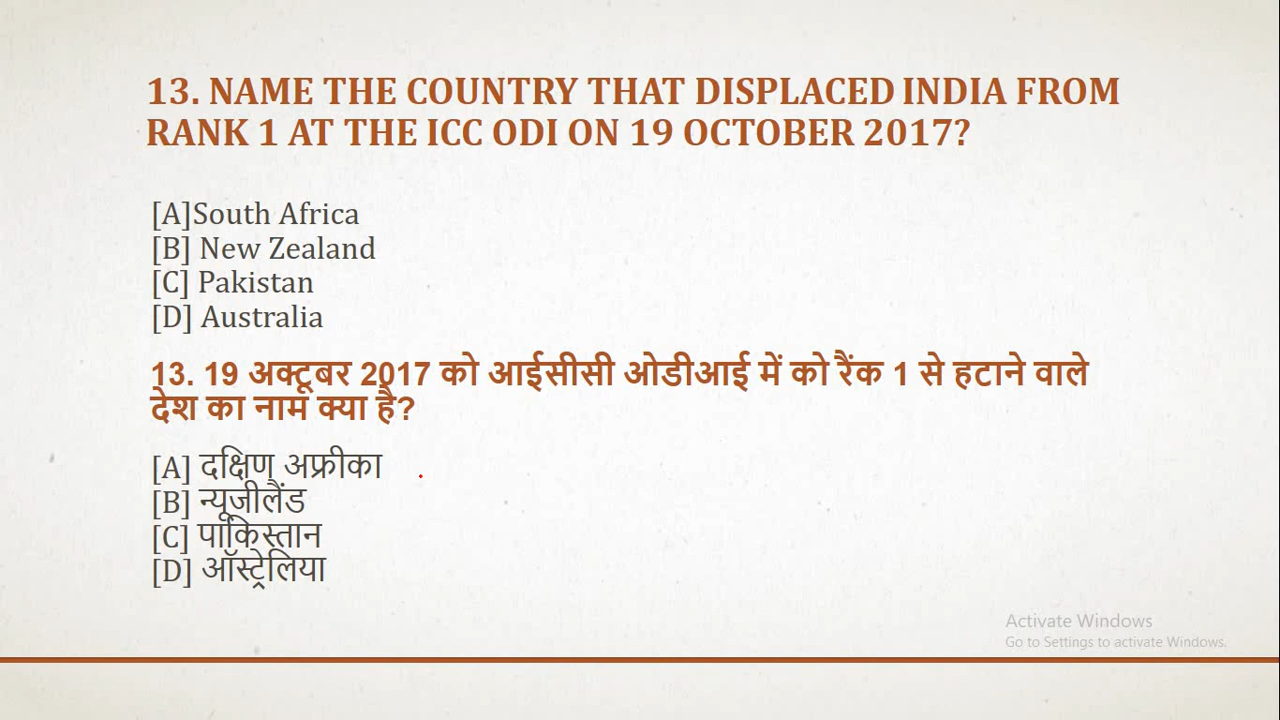 13. NAME THE COUNTRY THAT DISPLACED INDIA FROM
RANK 1 AT THE ICC ODI ON 19 OCTOBER 2017?
[A]South Africa
[B] New Zealand
[C] Pakistan
[D] Australia
13. 19 अक्टूबर 2017 को आईसीसी ओडीआई में को रैंक 1 से हटाने वाले
देश का नाम क्या है?
[A] दक्षिण अफ्रीका
[B] न्यूजीलैंड
[C] पाकिस्तान
[D] ऑस्ट्रेलिया
Activate Windows
Go to Settings to activate Windows.